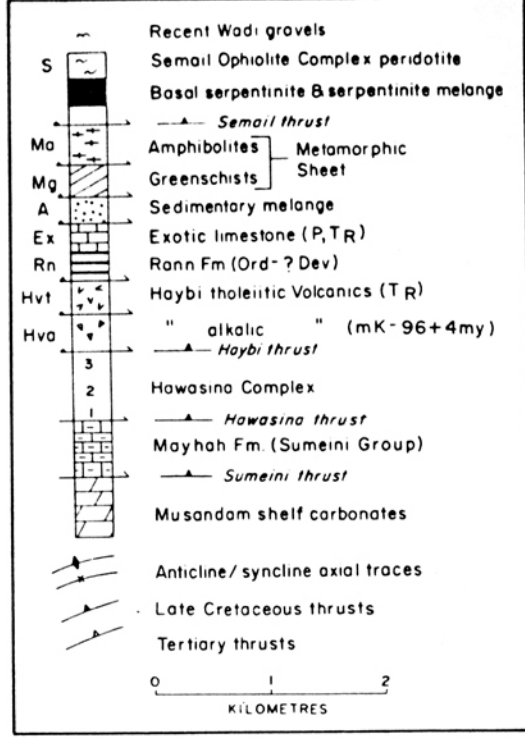 Recent Wadi gravels
S Semail Ophiolite Complex peridotite
Basal serpentinite & serpentinite melange
Semail thrust
Ma Amphibolites
Metamorphic
Sheet
Mg Greenschists
A Sedimentary melange
Ex Exotic limestone (P, TR)
Rn Rann Fm (Ord-? Dev)
Hvt Haybi tholeiitic Volcanics (TR)
Hva " alkalic " (mK-96+4my)
Haybi thrust
3
2 Hawasina Complex
1
Hawasina thrust
Mayhah Fm. (Sumeini Group)
Sumeini thrust
Musandam shelf carbonates
Anticline/syncline axial traces
Late Cretaceous thrusts
Tertiary thrusts
0 1 2
KILOMETRES